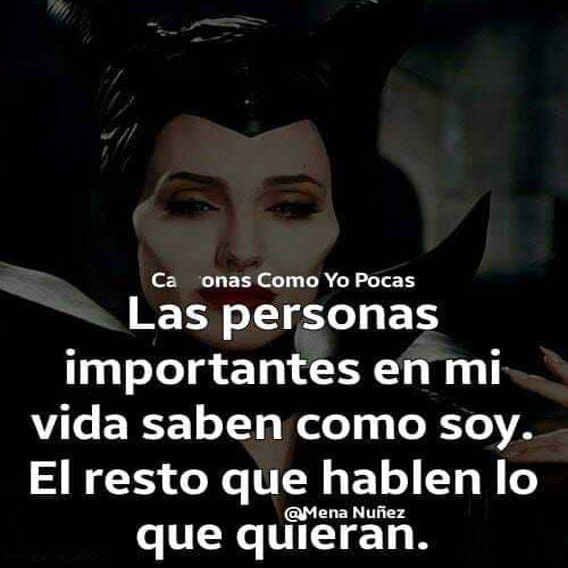 Como Yo Pocas
Las personas
importantes en mi
vida saben como soy.
El resto que hablen lo
@Mena Nuñez
que quieran.